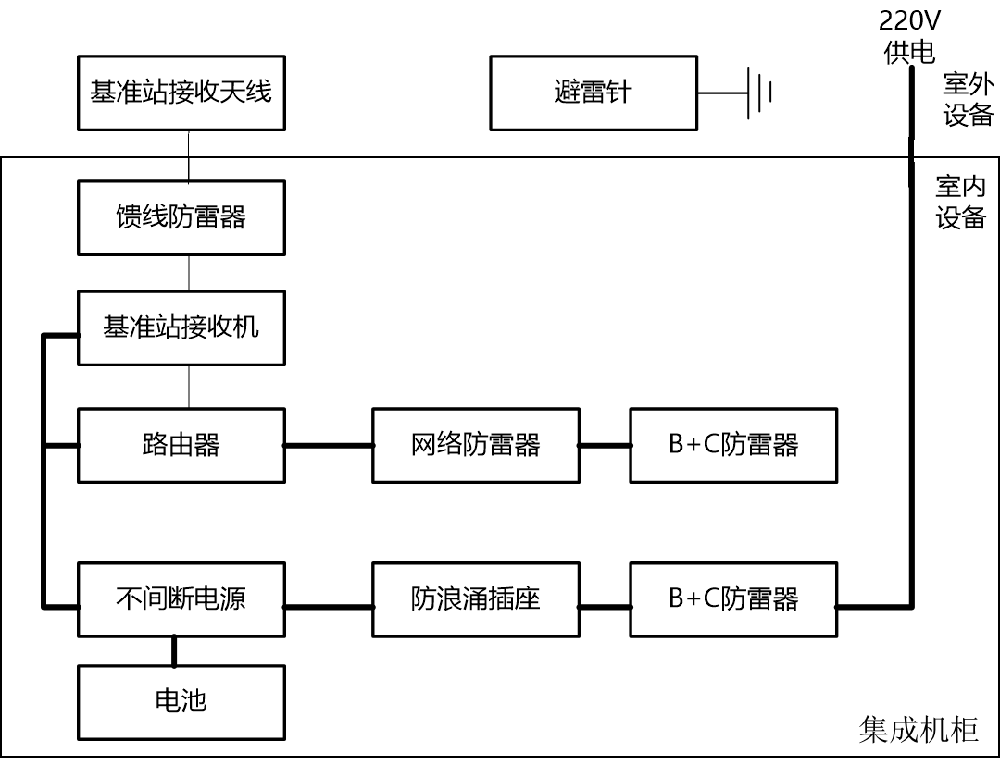 220V
供电
室外
设备
基准站接收天线
避雷针
室内
设备
馈线防雷器
基准站接收机
路由器
网络防雷器
B+C防雷器
不间断电源
防浪涌插座
B+C防雷器
电池
集成机柜